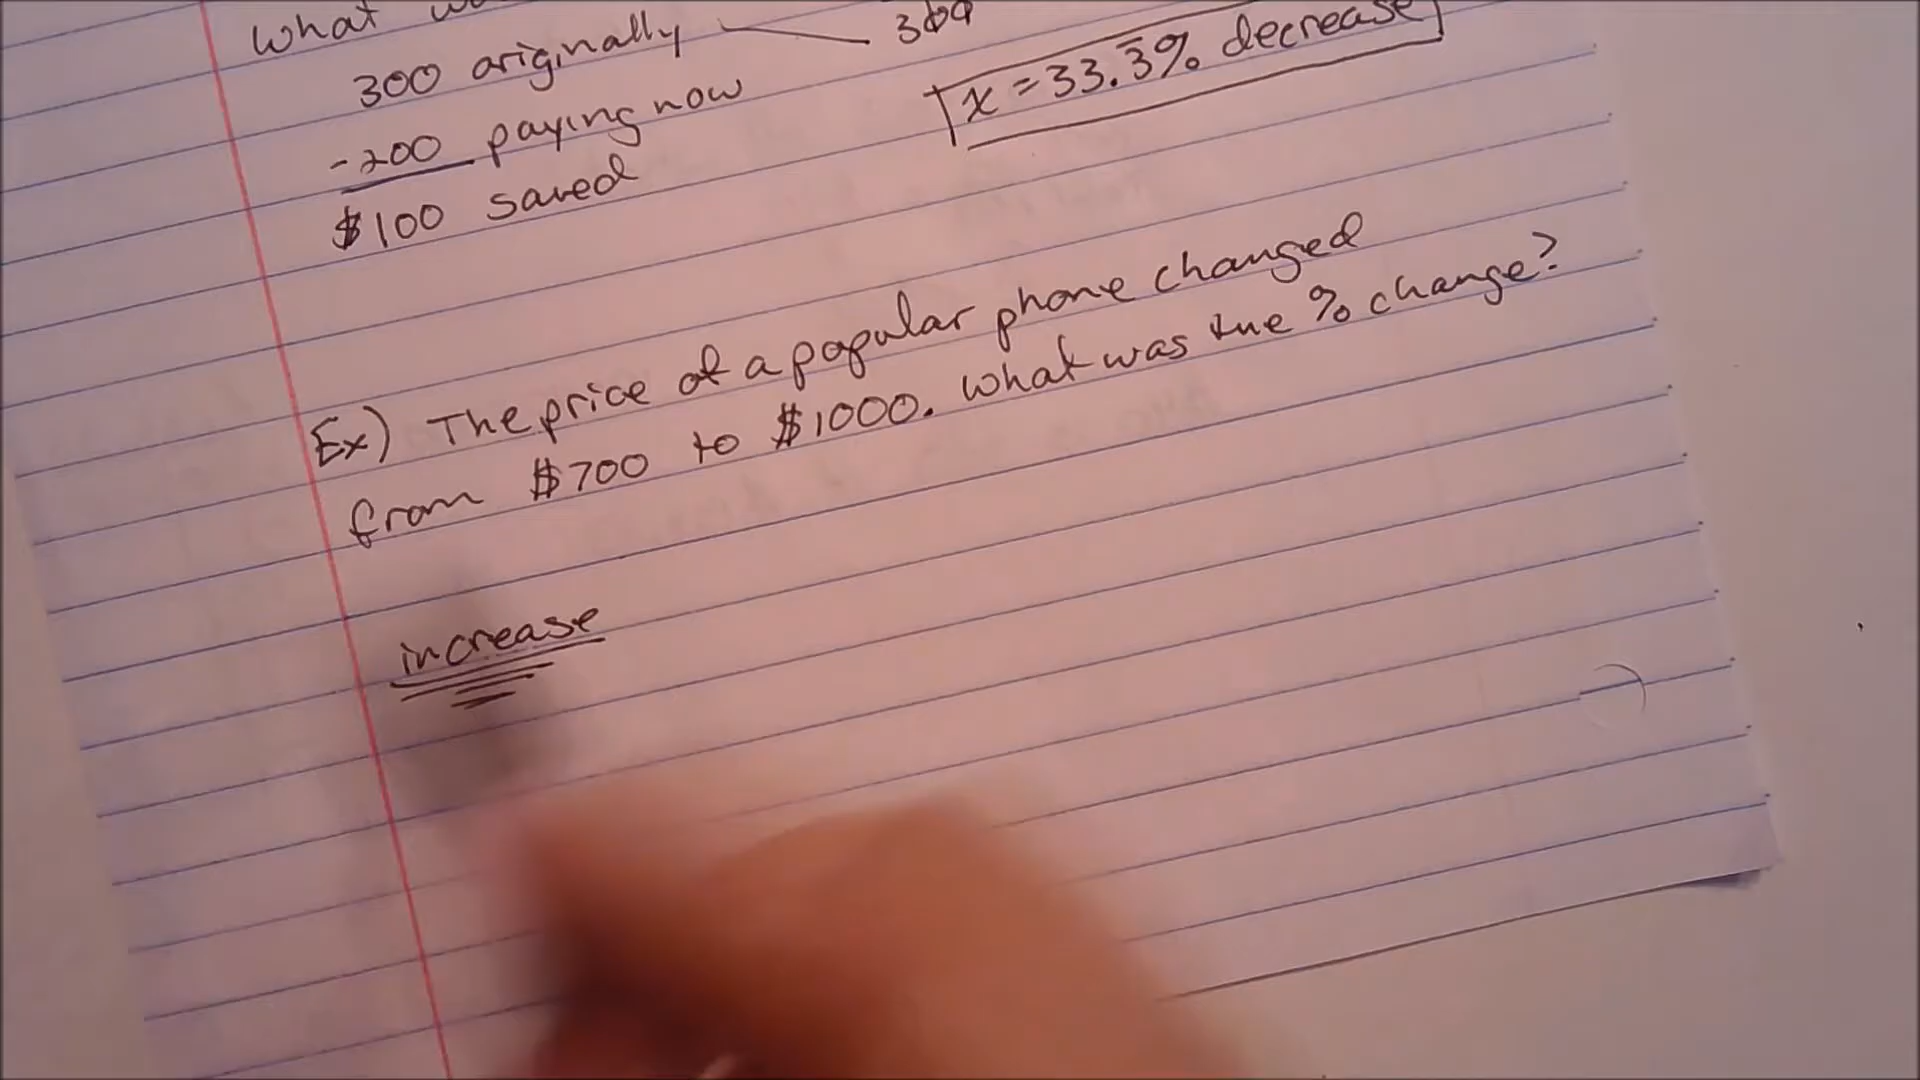 What
300 originally
300
-200 paying now
$100 saved
x = 33.3̅% decrease
Ex) The price of a popular phone changed
from $700 to $1000. What was the % change?
increase